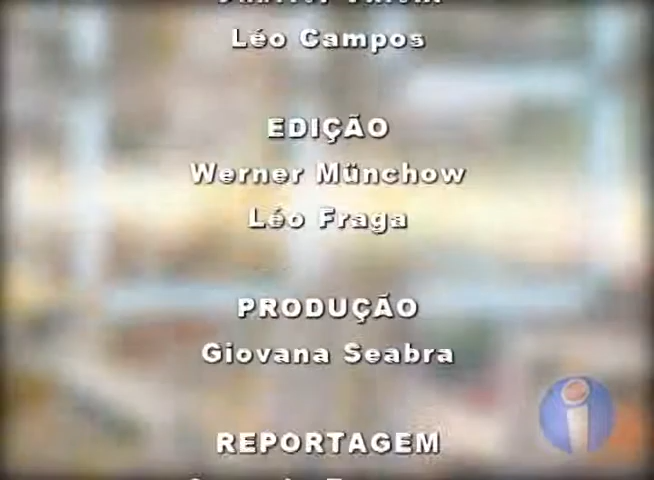 Léo Campos
EDIÇÃO
Werner Münchow
Léo Fraga
PRODUÇÃO
Giovana Seabra
REPORTAGEM